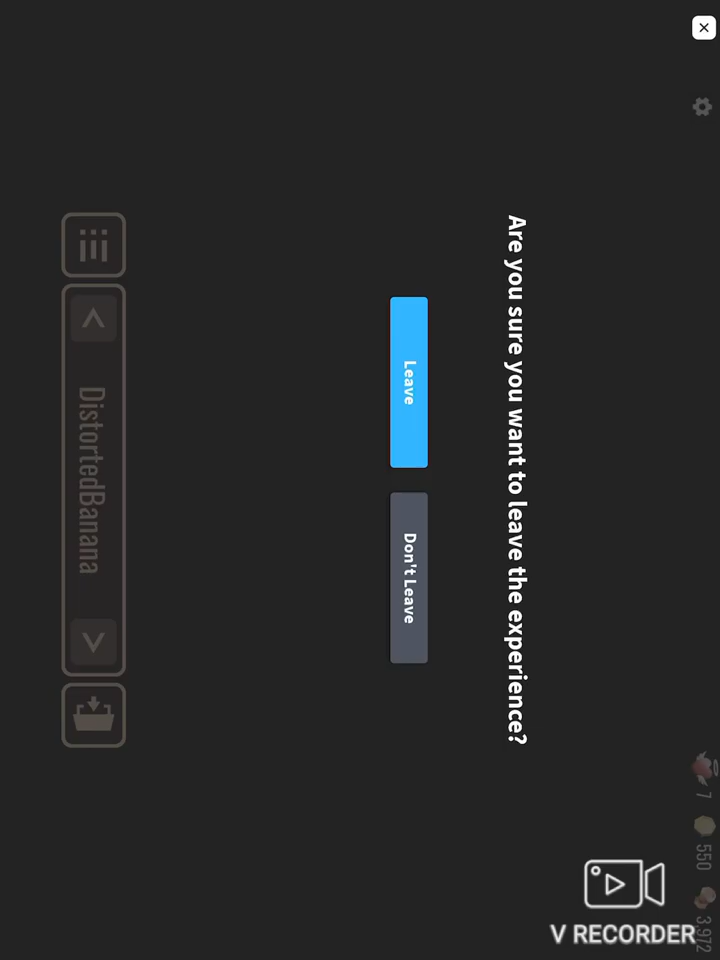 7
550
3,972
Are you sure you want to leave the experience?
Leave
Don't Leave
DistortedBanana
V RECORDER